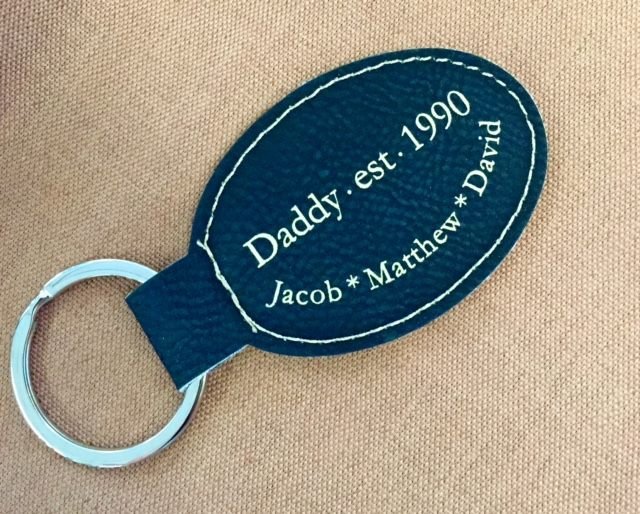 Daddy · est · 1990
Jacob * Matthew * David